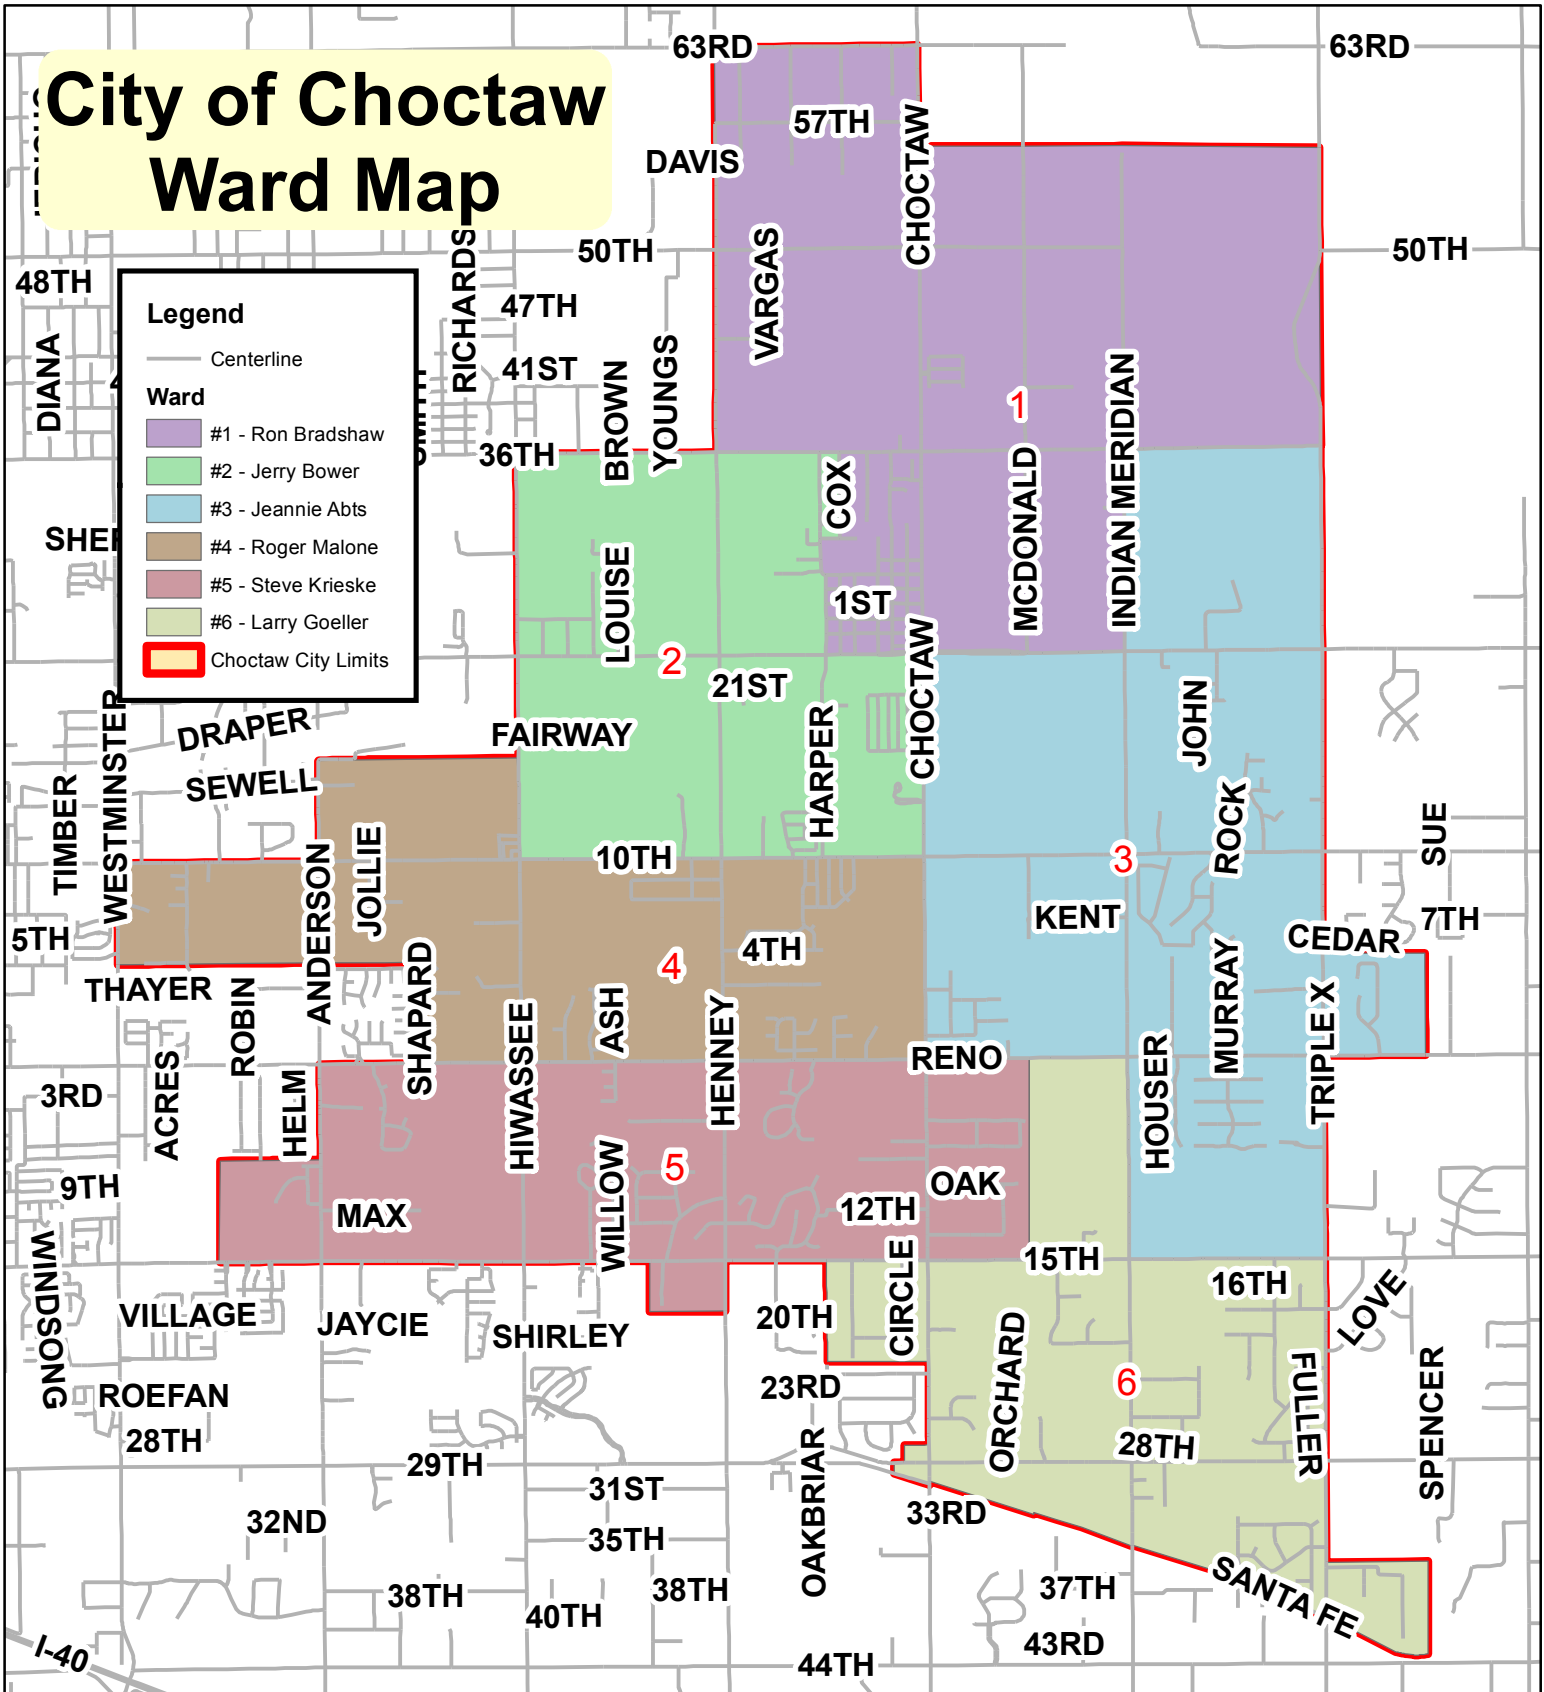 City of Choctaw
Ward Map
63RD
63RD
57TH
DAVIS
CHOCTAW
50TH
50TH
48TH
VARGAS
47TH
41ST
DIANA
BROWN
YOUNGS
36TH
Legend
Centerline
Ward
#1 - Ron Bradshaw
#2 - Jerry Bower
#3 - Jeannie Abts
#4 - Roger Malone
#5 - Steve Krieske
#6 - Larry Goeller
Choctaw City Limits
1
COX
MCDONALD
INDIAN MERIDIAN
LOUISE
1ST
2
21ST
CHOCTAW
JOHN
WESTMINSTER
DRAPER
FAIRWAY
HARPER
SEWELL
TIMBER
ROCK
SUE
JOLLIE
10TH
3
ANDERSON
KENT
7TH
5TH
4TH
CEDAR
4
THAYER
SHAPARD
ROBIN
ASH
HENNEY
HIWASSEE
MURRAY
TRIPLE X
RENO
HOUSER
3RD
ACRES
HELM
9TH
5
OAK
12TH
WILLOW
MAX
WINDSONG
CIRCLE
15TH
16TH
VILLAGE
JAYCIE
SHIRLEY
20TH
LOVE
ORCHARD
23RD
6
FULLER
SPENCER
ROEFAN
28TH
28TH
29TH
31ST
OAKBRIAR
33RD
32ND
35TH
SANTA FE
38TH
38TH
37TH
40TH
43RD
I-40
44TH